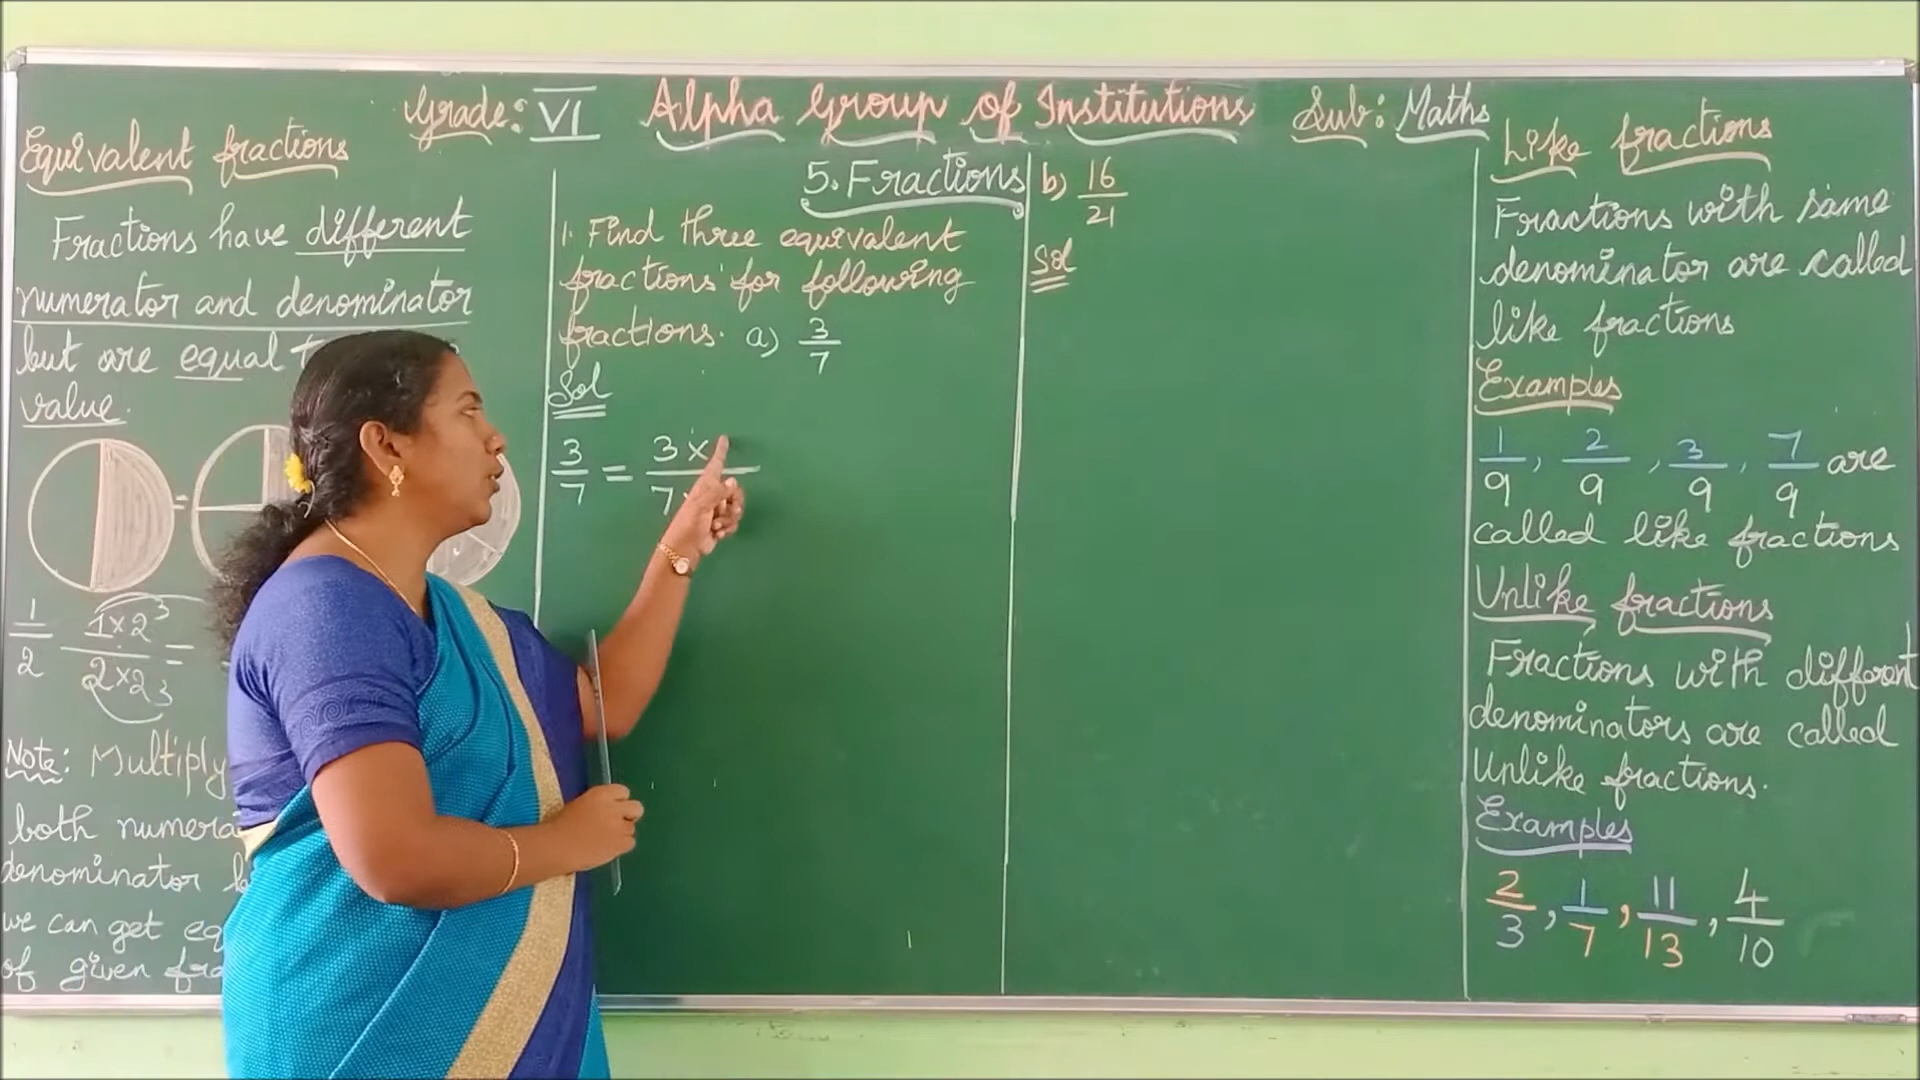 Grade: VI Alpha Group of Institutions Sub: Maths
Equivalent fractions
Fractions have different
numerator and denominator
but are equal
value.
=
1/2 1×2 3 =
2×2 3
Note: Multiply
both
denominator
we can get
of given
5. Fractions
1. Find three equivalent
fractions for following
fractions. a) 3/7
Sol
3/7 = 3×
7
b) 16/21
Sol
Like fractions
Fractions with same
denominator are called
like fractions
Examples
1/9, 2/9, 3/9, 7/9 are
called like fractions
Unlike fractions
Fractions with different
denominators are called
Unlike fractions.
Examples
2/3, 1/7, 11/13, 4/10